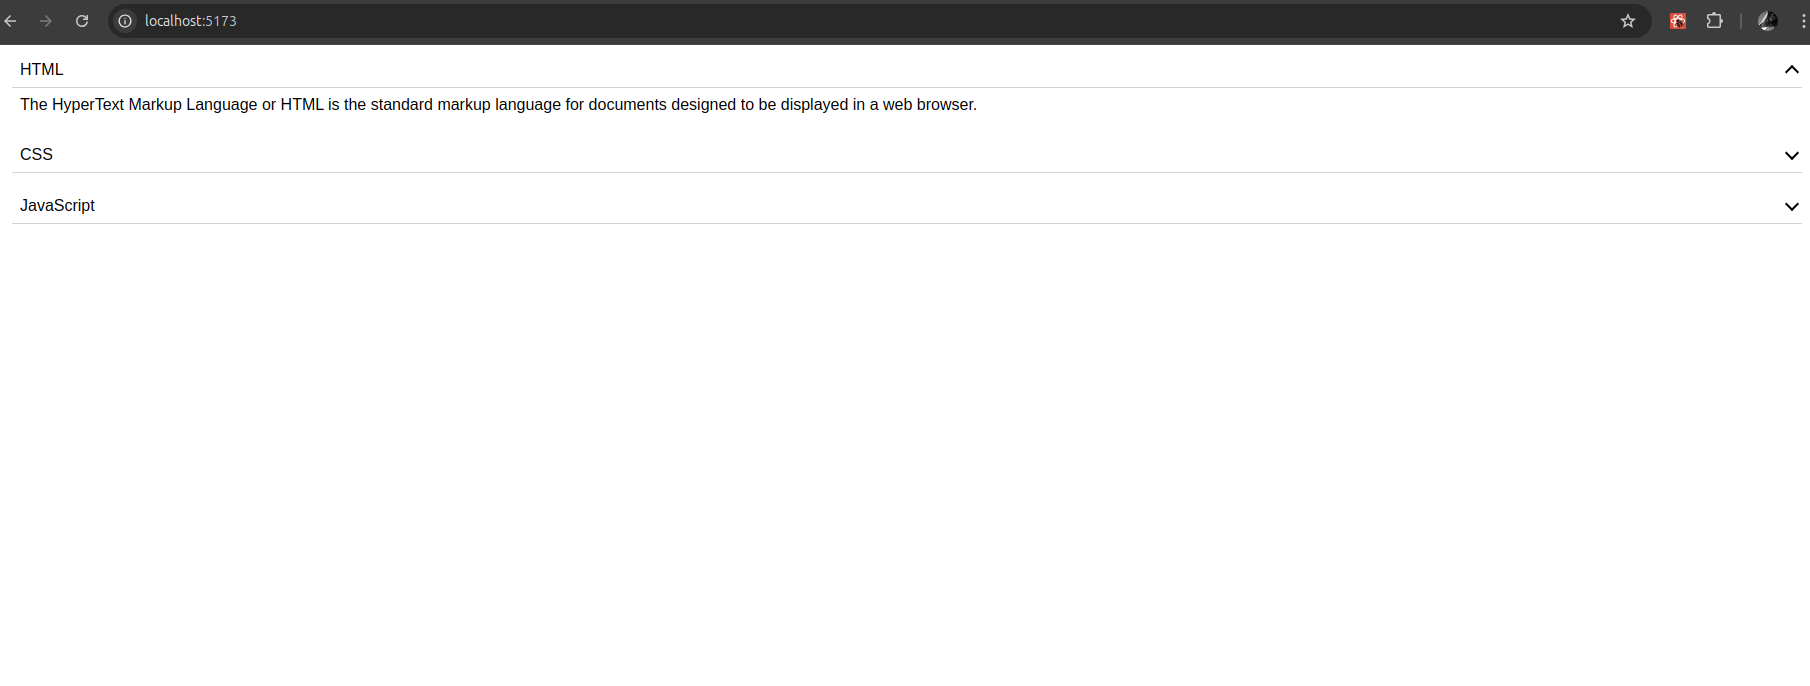 localhost:5173
HTML
The HyperText Markup Language or HTML is the standard markup language for documents designed to be displayed in a web browser.
CSS
JavaScript